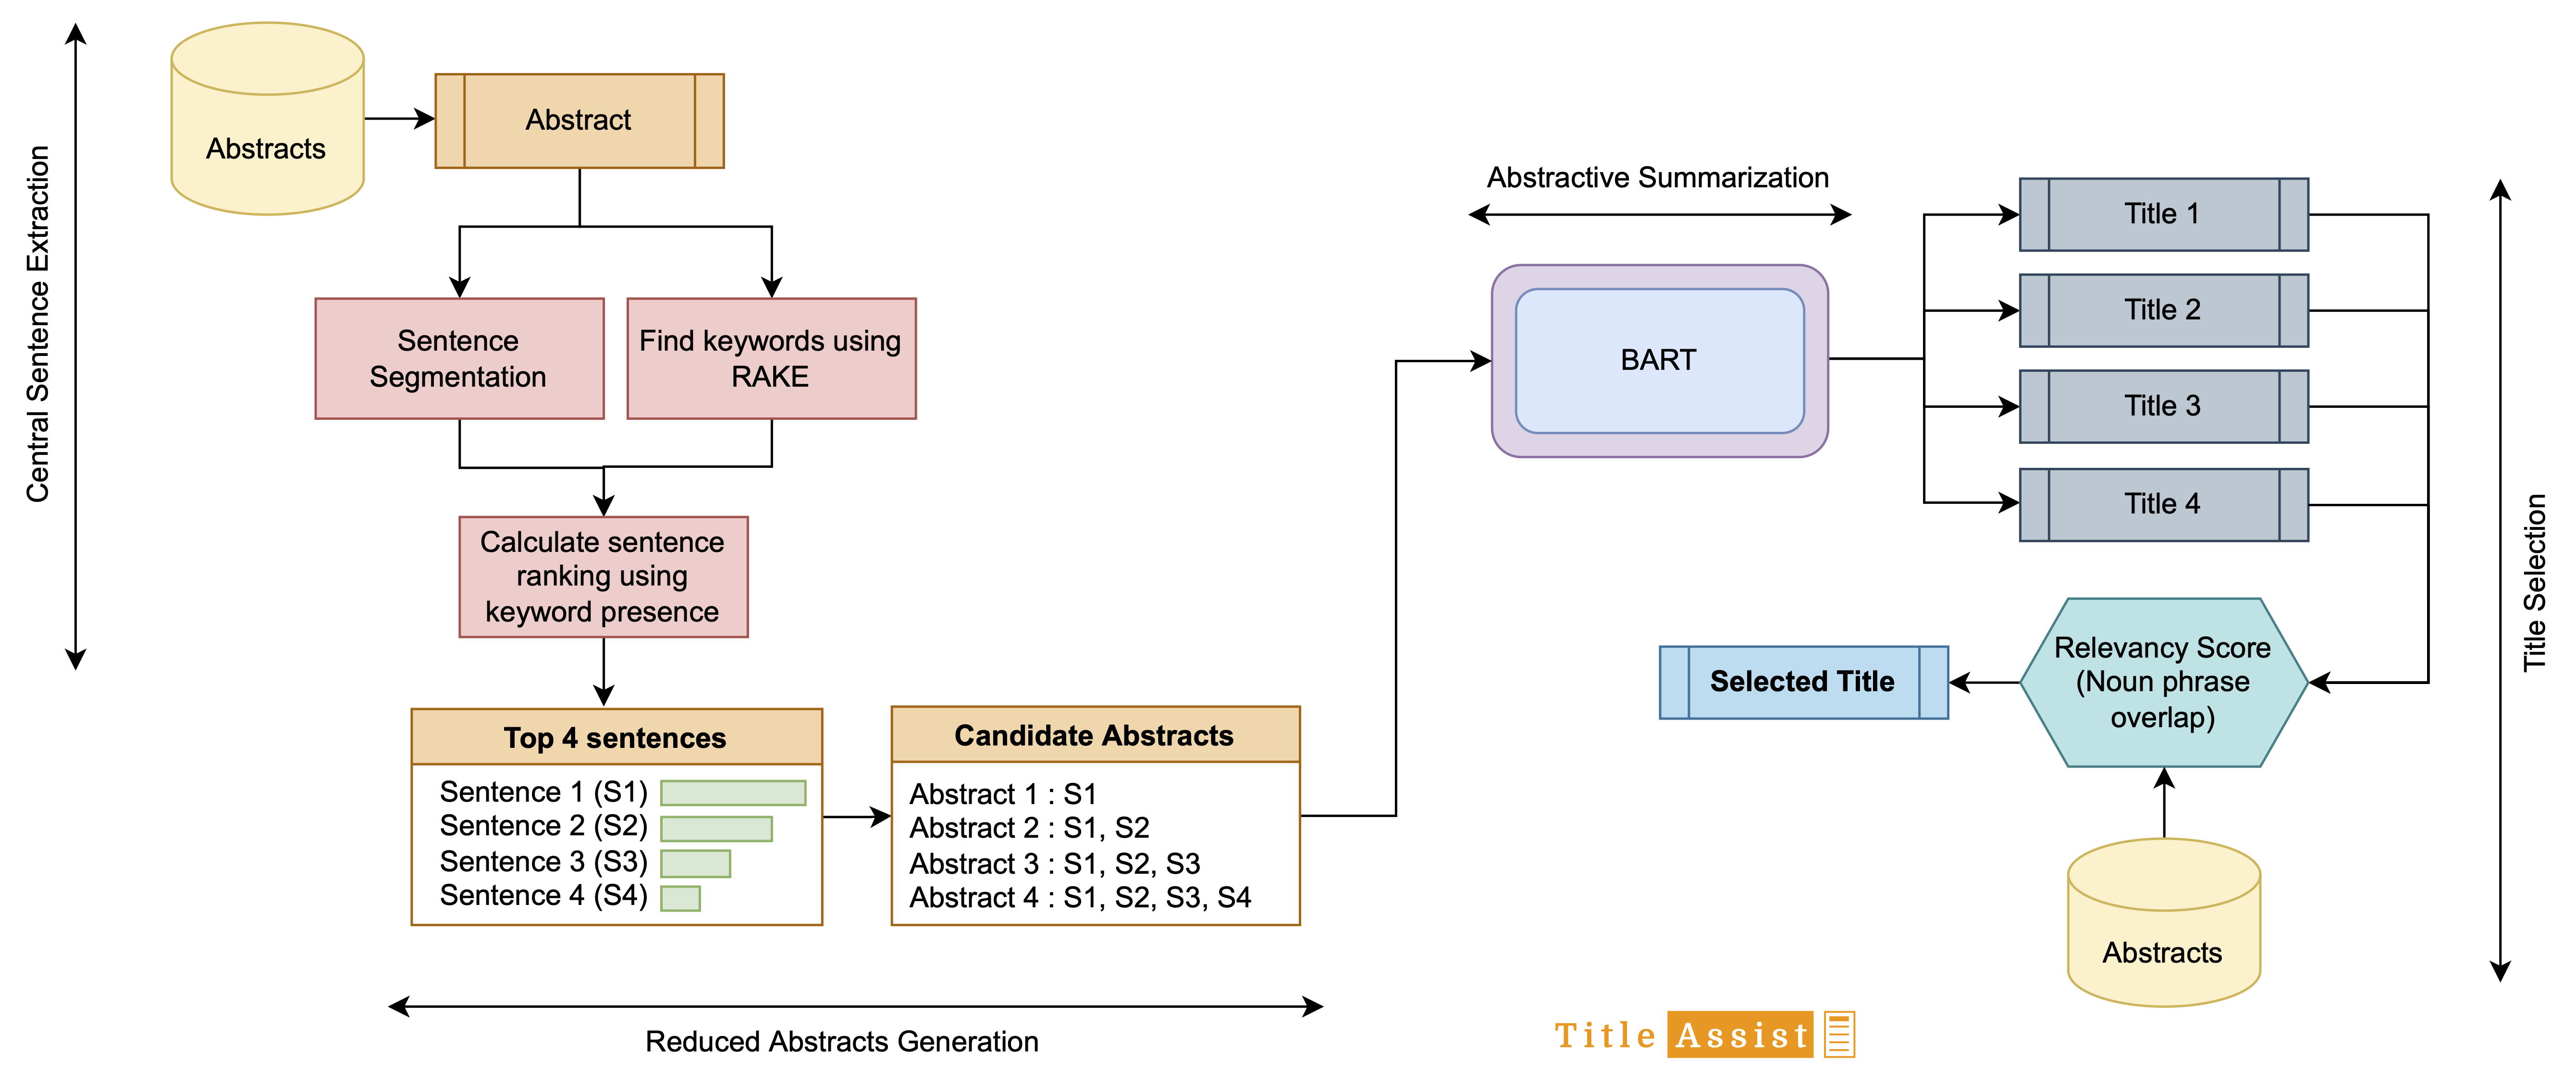 Central Sentence Extraction
Abstracts
Abstract
Sentence
Segmentation
Find keywords using
RAKE
Calculate sentence
ranking using
keyword presence
Top 4 sentences
Sentence 1 (S1)
Sentence 2 (S2)
Sentence 3 (S3)
Sentence 4 (S4)
Candidate Abstracts
Abstract 1 : S1
Abstract 2 : S1, S2
Abstract 3 : S1, S2, S3
Abstract 4 : S1, S2, S3, S4
Reduced Abstracts Generation
Abstractive Summarization
BART
Title 1
Title 2
Title 3
Title 4
Relevancy Score
(Noun phrase
overlap)
Selected Title
Abstracts
Title Selection
Title Assist